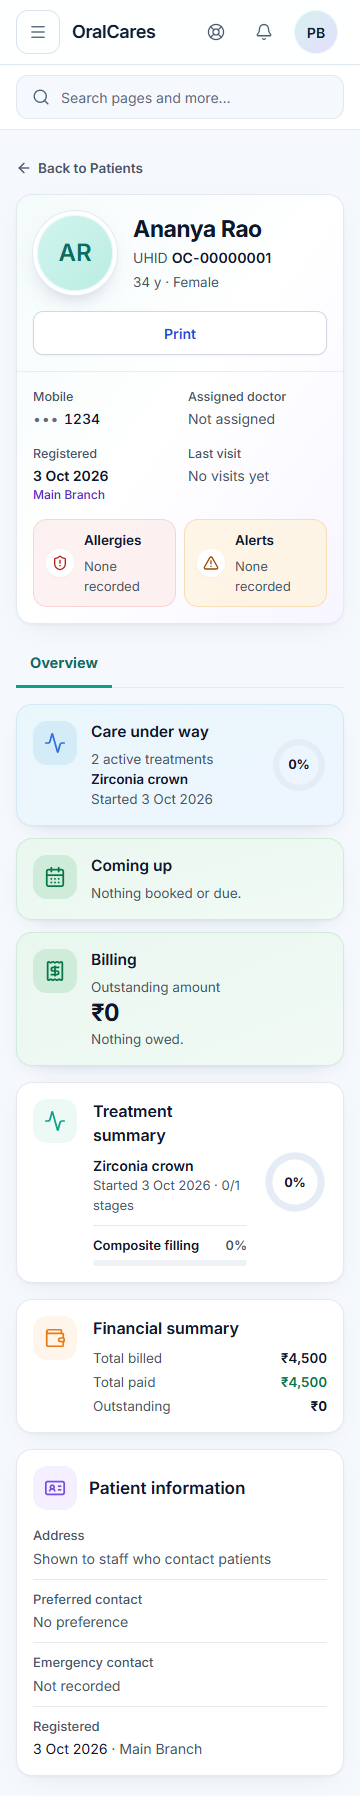 OralCares
PB
Search pages and more...
Back to Patients
AR
Ananya Rao
UHID OC-00000001
34 y · Female
Print
Mobile
Assigned doctor
••• 1234
Not assigned
Registered
Last visit
3 Oct 2026
No visits yet
Main Branch
Allergies
None
recorded
Alerts
None
recorded
Overview
Care under way
2 active treatments
Zirconia crown
Started 3 Oct 2026
0%
Coming up
Nothing booked or due.
Billing
Outstanding amount
₹0
Nothing owed.
Treatment
summary
Zirconia crown
Started 3 Oct 2026 · 0/1
stages
0%
Composite filling 0%
Financial summary
Total billed ₹4,500
Total paid ₹4,500
Outstanding ₹0
Patient information
Address
Shown to staff who contact patients
Preferred contact
No preference
Emergency contact
Not recorded
Registered
3 Oct 2026 · Main Branch